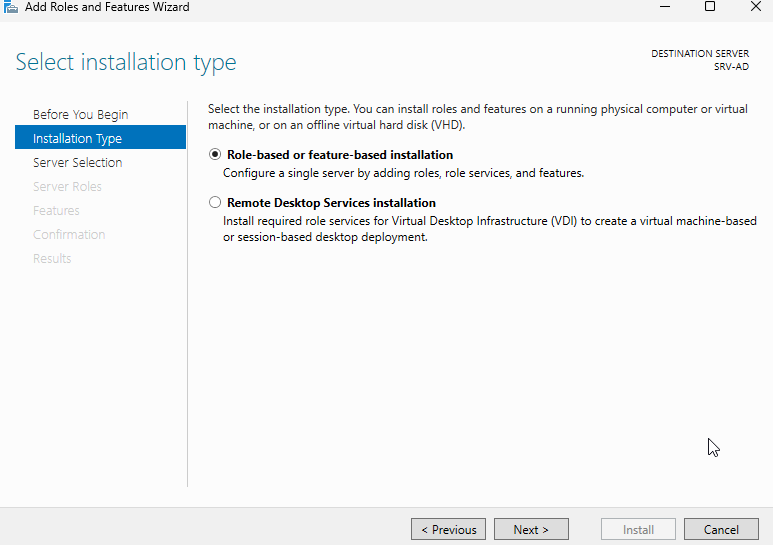 Add Roles and Features Wizard
Select installation type
DESTINATION SERVER
SRV-AD
Before You Begin
Installation Type
Server Selection
Server Roles
Features
Confirmation
Results
Select the installation type. You can install roles and features on a running physical computer or virtual
machine, or on an offline virtual hard disk (VHD).
Role-based or feature-based installation
Configure a single server by adding roles, role services, and features.
Remote Desktop Services installation
Install required role services for Virtual Desktop Infrastructure (VDI) to create a virtual machine-based
or session-based desktop deployment.
< Previous
Next >
Install
Cancel